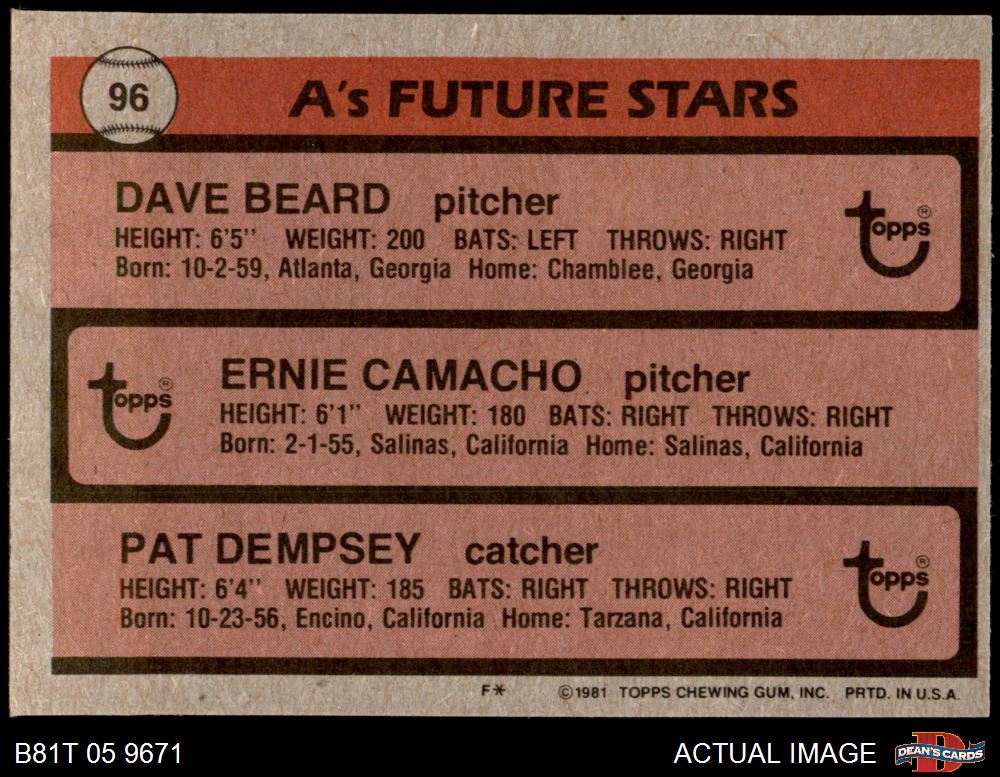 96
A's FUTURE STARS
DAVE BEARD pitcher
HEIGHT: 6'5'' WEIGHT: 200 BATS: LEFT THROWS: RIGHT
Born: 10-2-59, Atlanta, Georgia Home: Chamblee, Georgia
topps®
ERNIE CAMACHO pitcher
HEIGHT: 6'1'' WEIGHT: 180 BATS: RIGHT THROWS: RIGHT
Born: 2-1-55, Salinas, California Home: Salinas, California
topps®
PAT DEMPSEY catcher
HEIGHT: 6'4'' WEIGHT: 185 BATS: RIGHT THROWS: RIGHT
Born: 10-23-56, Encino, California Home: Tarzana, California
topps®
F* ©1981 TOPPS CHEWING GUM, INC. PRTD. IN U.S.A.
B81T 05 9671
ACTUAL IMAGE
D DEAN'S CARDS